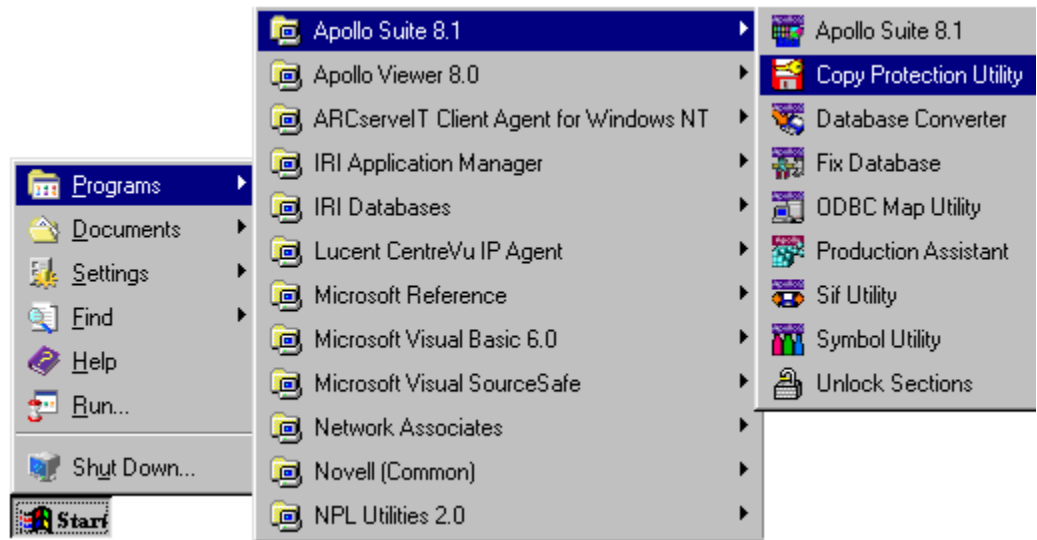 Programs
Documents
Settings
Find
Help
Run...
Shut Down...
Start
Apollo Suite 8.1
Apollo Viewer 8.0
ARCserveIT Client Agent for Windows NT
IRI Application Manager
IRI Databases
Lucent CentreVu IP Agent
Microsoft Reference
Microsoft Visual Basic 6.0
Microsoft Visual SourceSafe
Network Associates
Novell (Common)
NPL Utilities 2.0
Apollo Suite 8.1
Copy Protection Utility
Database Converter
Fix Database
ODBC Map Utility
Production Assistant
Sif Utility
Symbol Utility
Unlock Sections